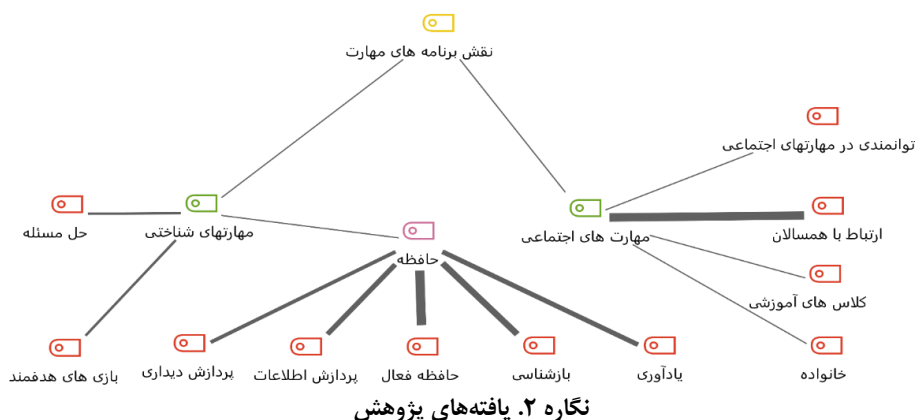 نقش برنامه های مهارت
توانمندی در مهارتهای اجتماعی
ارتباط با همسالان
مهارت های اجتماعی
مهارتهای شناختی
حل مسئله
حافظه
کلاس های آموزشی
خانواده
یادآوری
بازشناسی
حافظه فعال
پردازش اطلاعات
پردازش دیداری
بازی های هدفمند
نگاره ۲. یافته‌های پژوهش